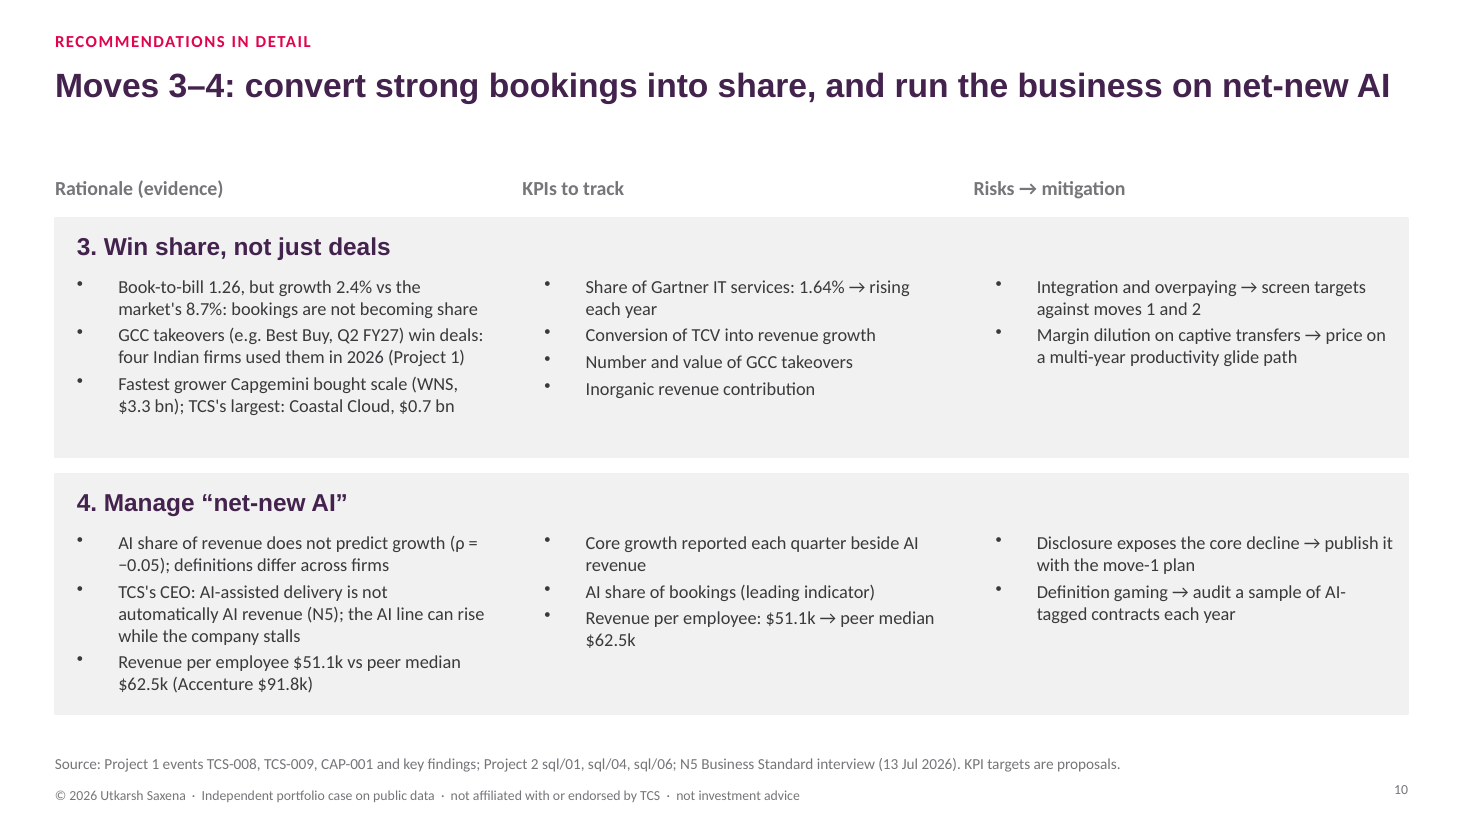 RECOMMENDATIONS IN DETAIL
Moves 3–4: convert strong bookings into share, and run the business on net-new AI
Rationale (evidence)
KPIs to track
Risks → mitigation
3. Win share, not just deals
• Book-to-bill 1.26, but growth 2.4% vs the
market's 8.7%: bookings are not becoming share
• GCC takeovers (e.g. Best Buy, Q2 FY27) win deals:
four Indian firms used them in 2026 (Project 1)
• Fastest grower Capgemini bought scale (WNS,
$3.3 bn); TCS's largest: Coastal Cloud, $0.7 bn
• Share of Gartner IT services: 1.64% → rising
each year
• Conversion of TCV into revenue growth
• Number and value of GCC takeovers
• Inorganic revenue contribution
• Integration and overpaying → screen targets
against moves 1 and 2
• Margin dilution on captive transfers → price on
a multi-year productivity glide path
4. Manage “net-new AI”
• AI share of revenue does not predict growth (ρ =
−0.05); definitions differ across firms
• TCS's CEO: AI-assisted delivery is not
automatically AI revenue (N5); the AI line can rise
while the company stalls
• Revenue per employee $51.1k vs peer median
$62.5k (Accenture $91.8k)
• Core growth reported each quarter beside AI
revenue
• AI share of bookings (leading indicator)
• Revenue per employee: $51.1k → peer median
$62.5k
• Disclosure exposes the core decline → publish it
with the move-1 plan
• Definition gaming → audit a sample of AI-
tagged contracts each year
Source: Project 1 events TCS-008, TCS-009, CAP-001 and key findings; Project 2 sql/01, sql/04, sql/06; N5 Business Standard interview (13 Jul 2026). KPI targets are proposals.
© 2026 Utkarsh Saxena · Independent portfolio case on public data · not affiliated with or endorsed by TCS · not investment advice
10